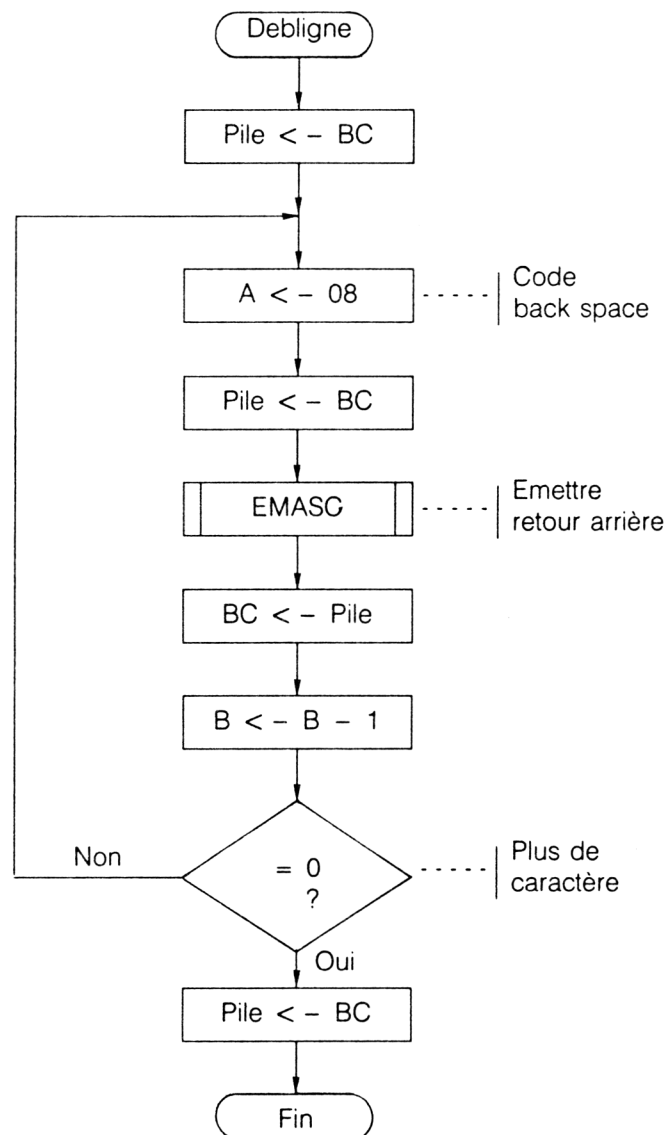 Debligne
Pile < – BC
A < – 08
Code
back space
Pile < – BC
EMASC
Emettre
retour arrière
BC < – Pile
B < – B – 1
Non
= 0
?
Plus de
caractère
Oui
Pile < – BC
Fin